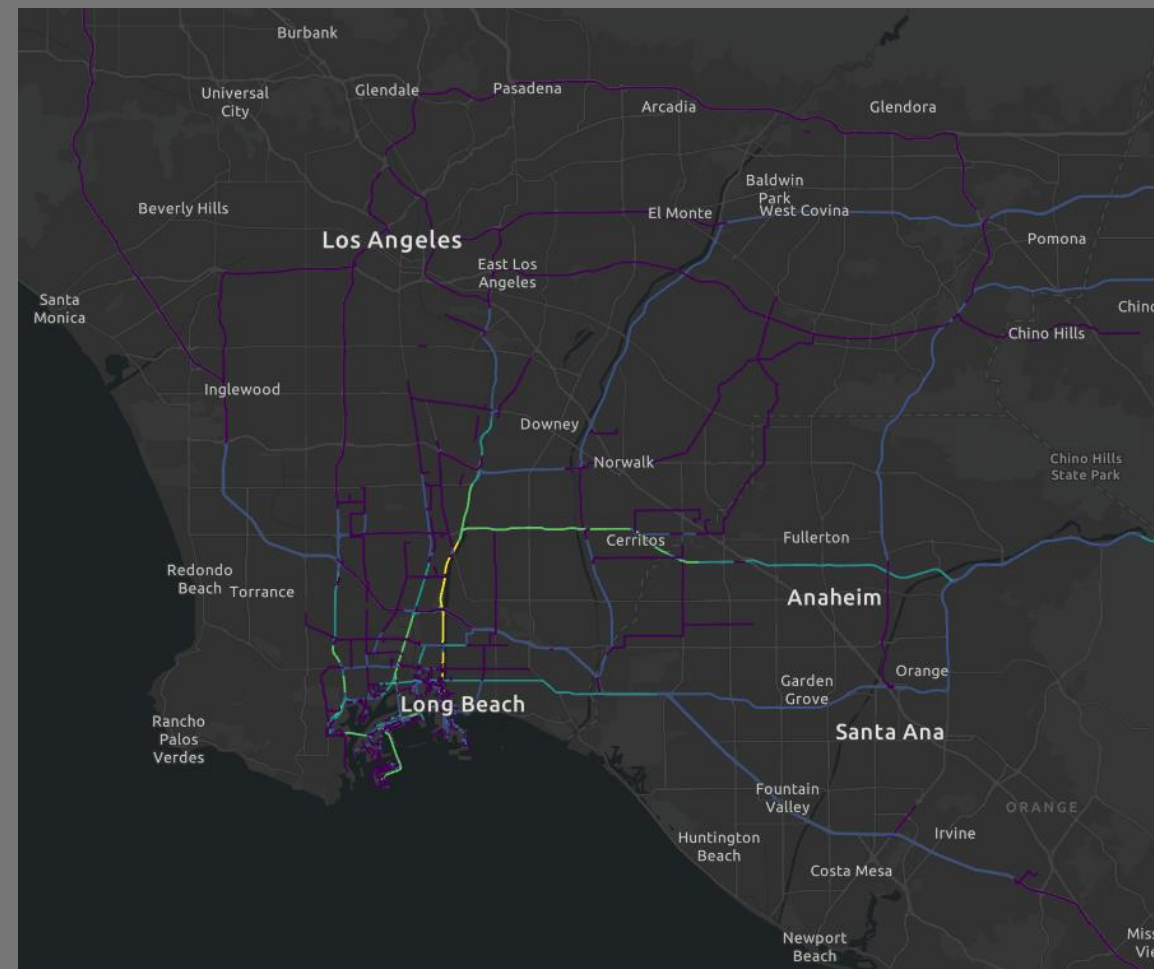 Burbank
Universal
City
Glendale
Pasadena
Arcadia
Glendora
Beverly Hills
Baldwin
Park
El Monte
West Covina
Los Angeles
Pomona
East Los
Angeles
Santa
Monica
Chino Hills
Inglewood
Downey
Norwalk
Chino Hills
State Park
Cerritos
Fullerton
Redondo
Beach
Torrance
Anaheim
Orange
Garden
Grove
Long Beach
Rancho
Palos
Verdes
Santa Ana
Fountain
Valley
ORANGE
Huntington
Beach
Irvine
Costa Mesa
Newport
Beach